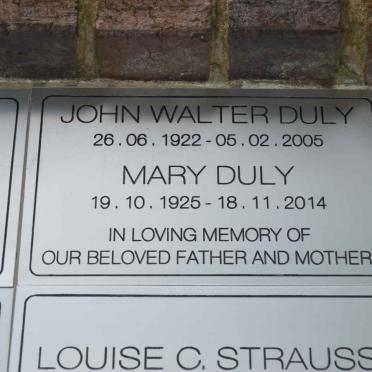 JOHN WALTER DULY
26 . 06 . 1922 - 05 . 02 . 2005
MARY DULY
19 . 10 . 1925 - 18 . 11 . 2014
IN LOVING MEMORY OF
OUR BELOVED FATHER AND MOTHER
LOUISE C. STRAUSS